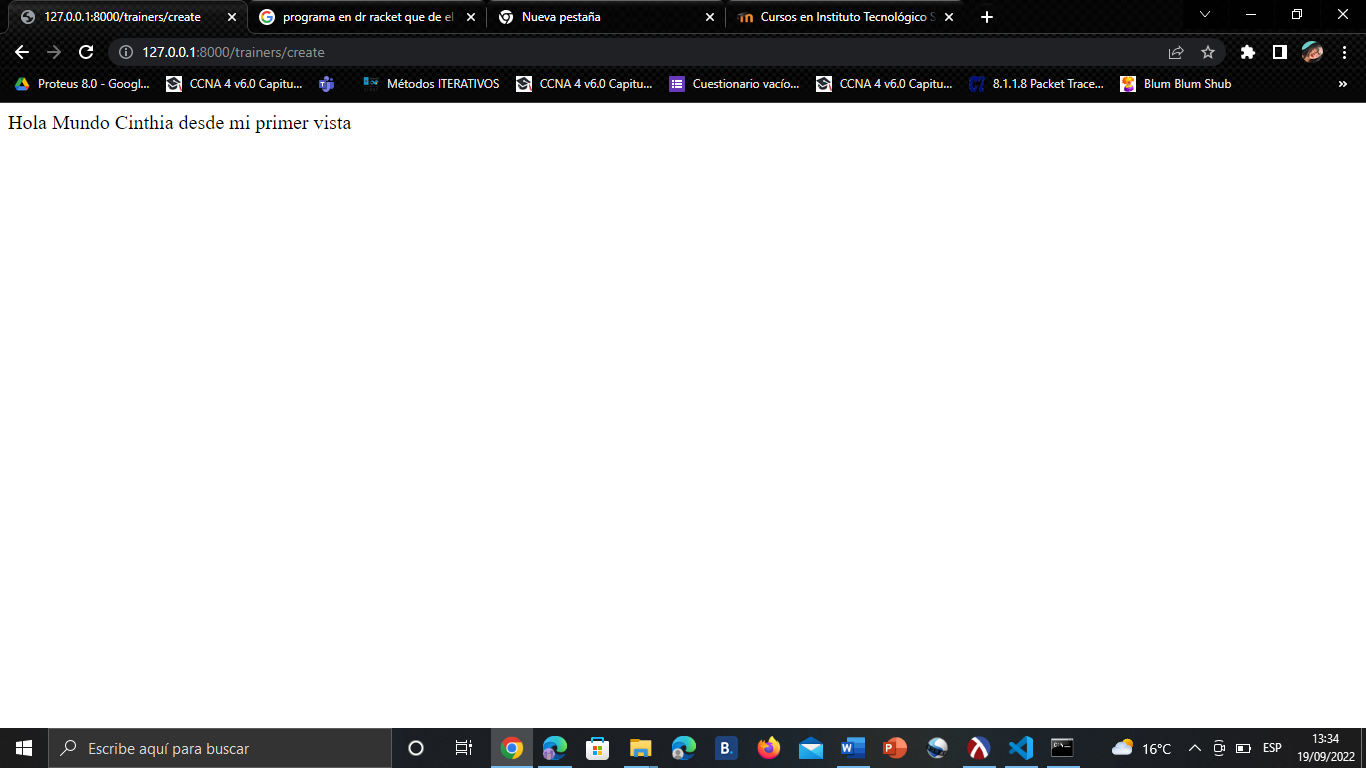 127.0.0.1:8000/trainers/create
programa en dr racket que de el
Nueva pestaña
Cursos en Instituto Tecnológico S
127.0.0.1:8000/trainers/create
Proteus 8.0 - Googl...
CCNA 4 v6.0 Capitu...
Métodos ITERATIVOS
CCNA 4 v6.0 Capitu...
Cuestionario vacío...
CCNA 4 v6.0 Capitu...
8.1.1.8 Packet Trace...
Blum Blum Shub
»
Hola Mundo Cinthia desde mi primer vista
Escribe aquí para buscar
16°C
ESP
13:34
19/09/2022